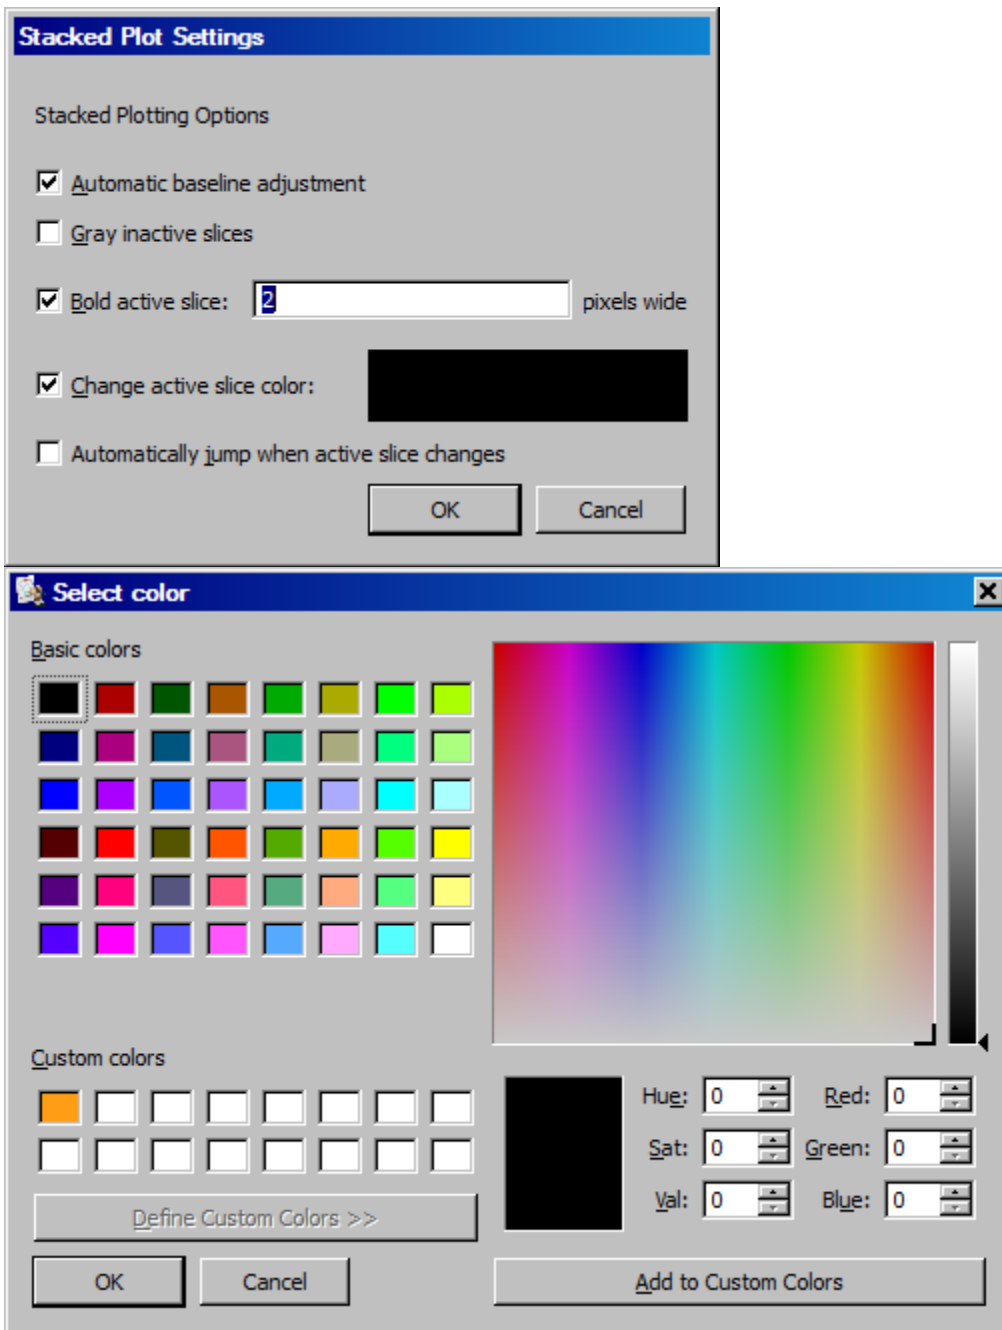 Stacked Plot Settings
Stacked Plotting Options
Automatic baseline adjustment
Gray inactive slices
Bold active slice: 2 pixels wide
Change active slice color:
Automatically jump when active slice changes
OK Cancel
Select color
Basic colors
Custom colors
Hue: 0 Red: 0
Sat: 0 Green: 0
Val: 0 Blue: 0
Define Custom Colors >>
OK Cancel Add to Custom Colors